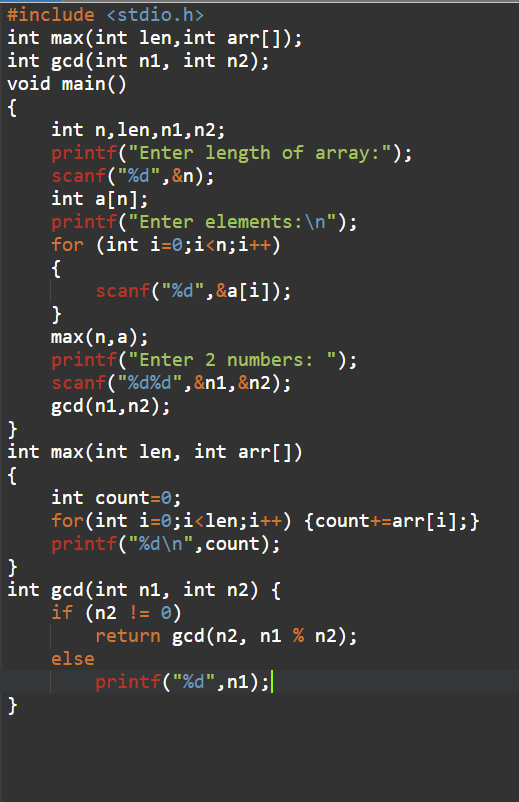 #include <stdio.h>
int max(int len,int arr[]);
int gcd(int n1, int n2);
void main()
{
    int n,len,n1,n2;
    printf("Enter length of array:");
    scanf("%d",&n);
    int a[n];
    printf("Enter elements:\n");
    for (int i=0;i<n;i++)
    {
        scanf("%d",&a[i]);
    }
    max(n,a);
    printf("Enter 2 numbers: ");
    scanf("%d%d",&n1,&n2);
    gcd(n1,n2);
}
int max(int len, int arr[])
{
    int count=0;
    for(int i=0;i<len;i++) {count+=arr[i];}
    printf("%d\n",count);
}
int gcd(int n1, int n2) {
    if (n2 != 0)
        return gcd(n2, n1 % n2);
    else
        printf("%d",n1);
}